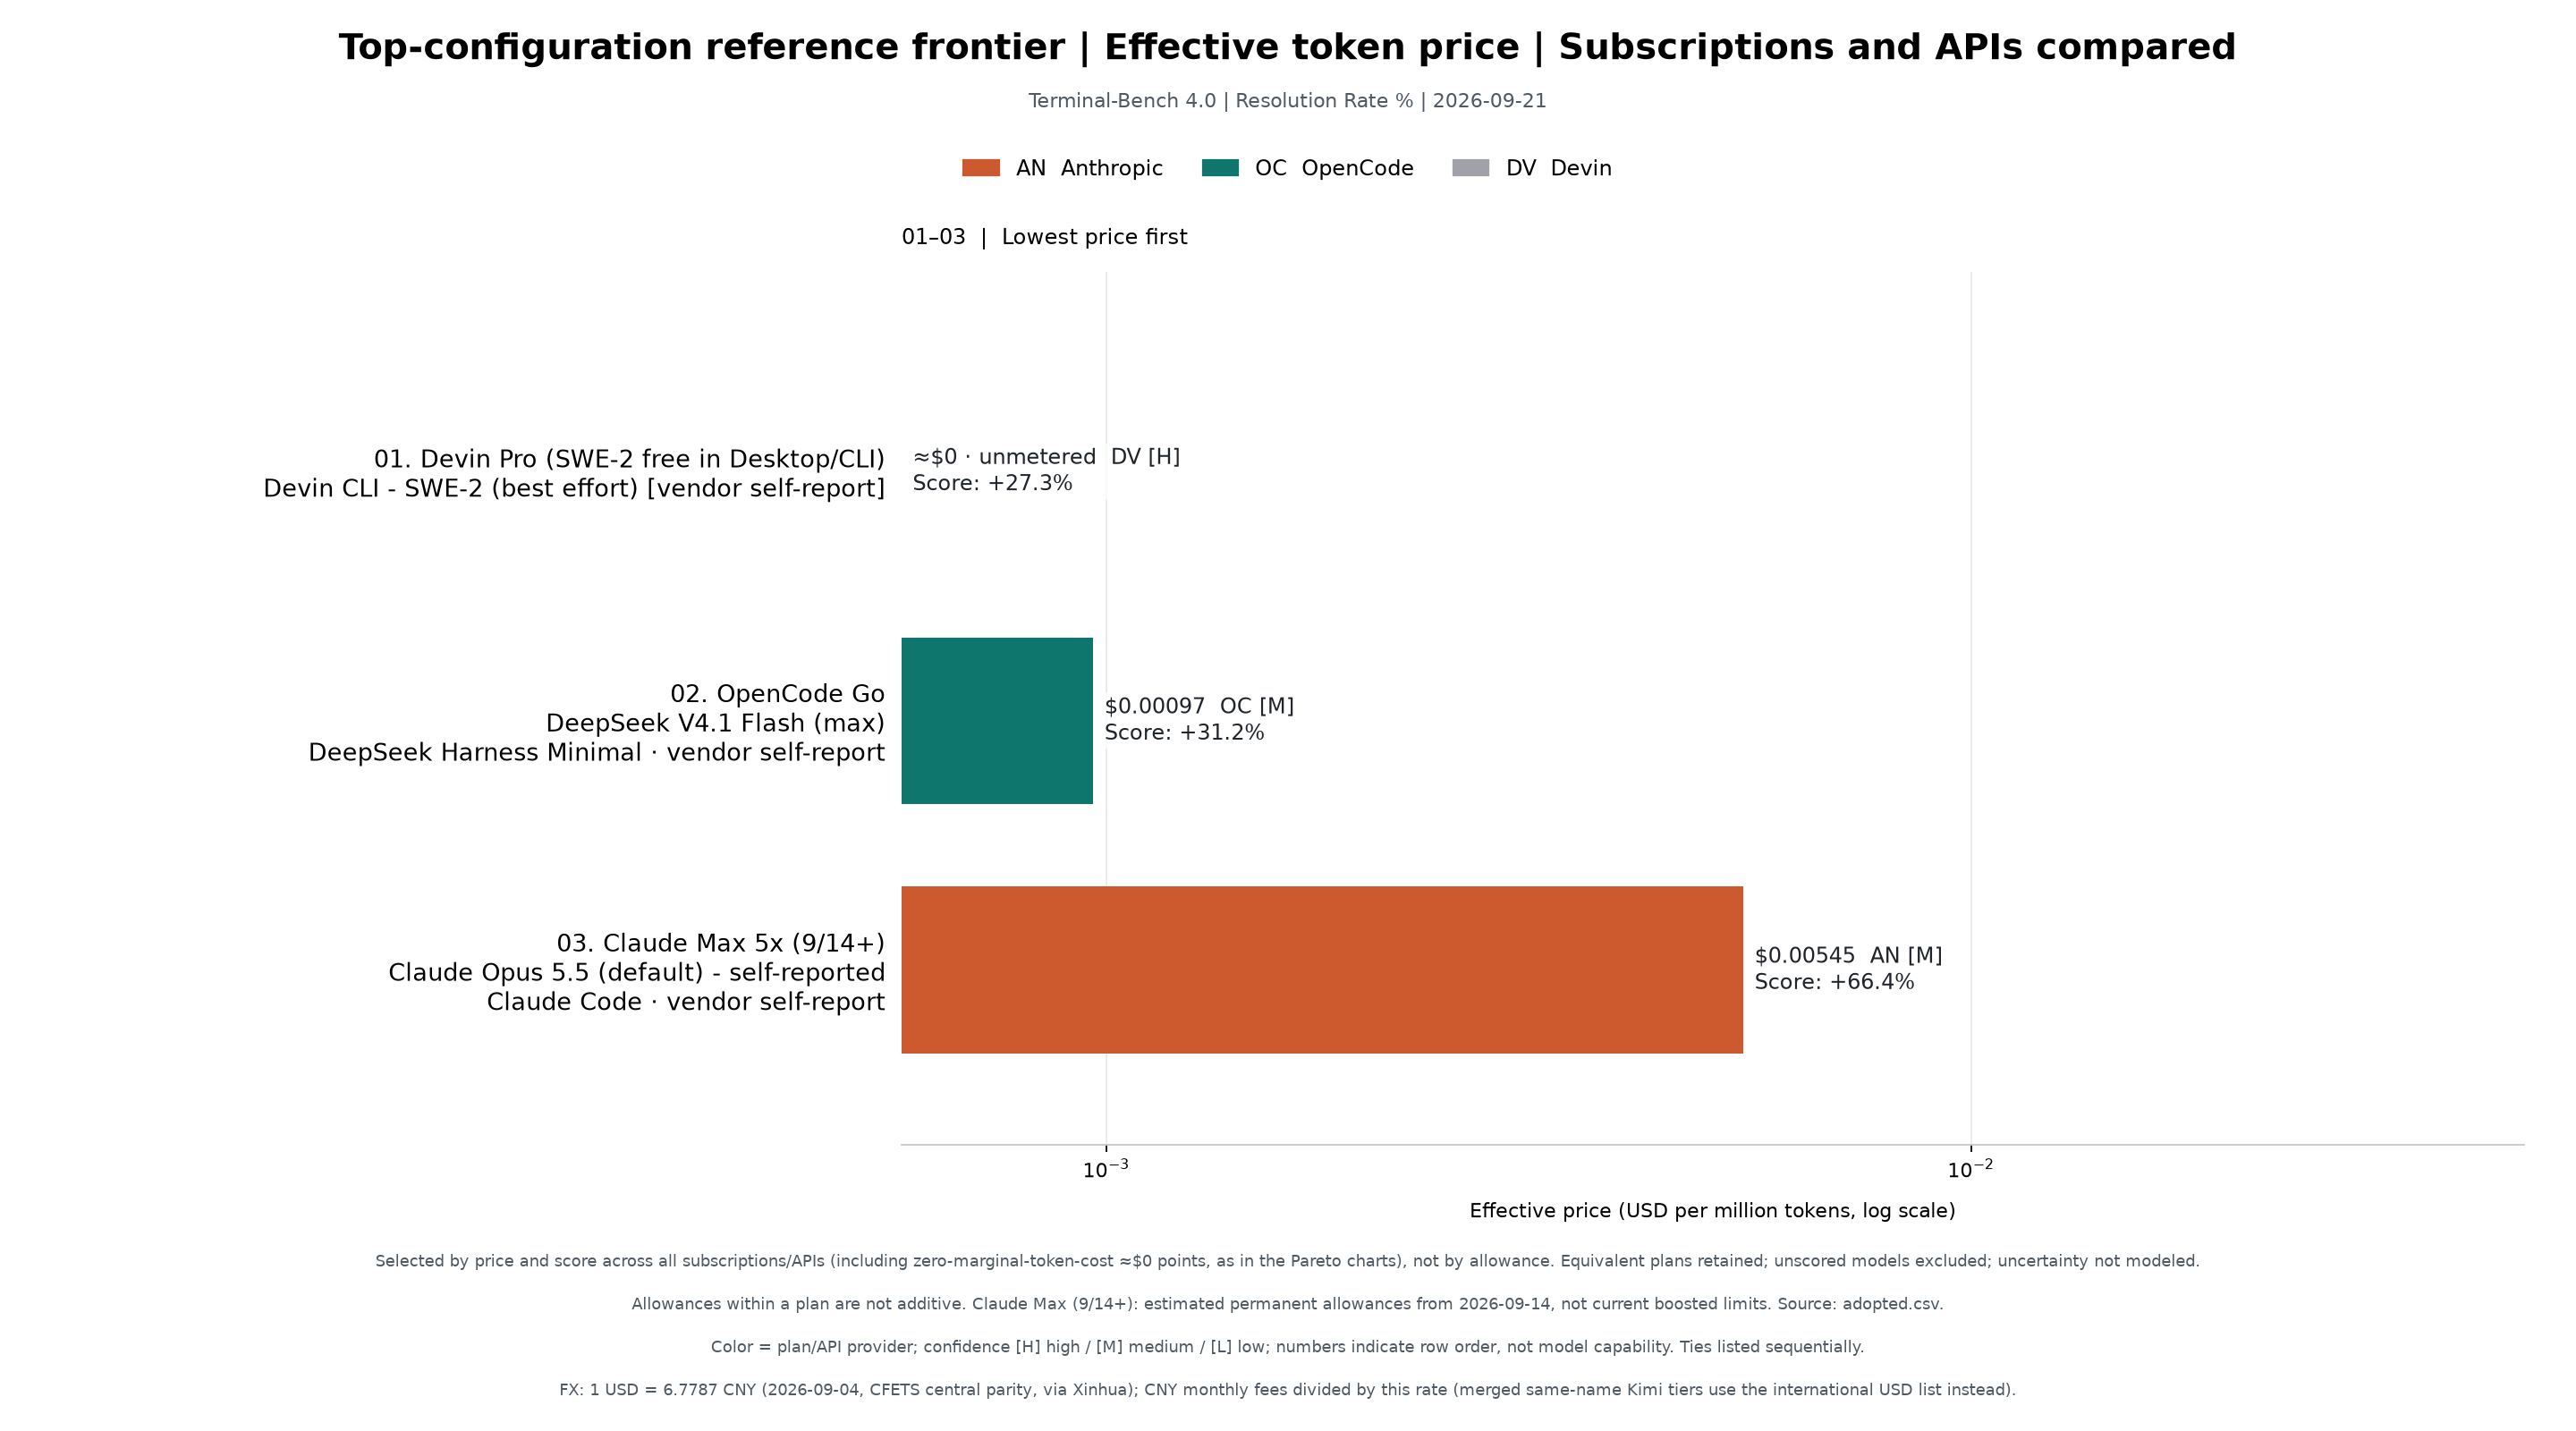 Top-configuration reference frontier | Effective token price | Subscriptions and APIs compared
Terminal-Bench 4.0 | Resolution Rate % | 2026-09-21
AN Anthropic OC OpenCode DV Devin
01–03 | Lowest price first
01. Devin Pro (SWE-2 free in Desktop/CLI)
Devin CLI - SWE-2 (best effort) [vendor self-report]
≈$0 · unmetered DV [H]
Score: +27.3%
02. OpenCode Go
DeepSeek V4.1 Flash (max)
DeepSeek Harness Minimal · vendor self-report
$0.00097 OC [M]
Score: +31.2%
03. Claude Max 5x (9/14+)
Claude Opus 5.5 (default) - self-reported
Claude Code · vendor self-report
$0.00545 AN [M]
Score: +66.4%
10⁻³ 10⁻²
Effective price (USD per million tokens, log scale)
Selected by price and score across all subscriptions/APIs (including zero-marginal-token-cost ≈$0 points, as in the Pareto charts), not by allowance. Equivalent plans retained; unscored models excluded; uncertainty not modeled.
Allowances within a plan are not additive. Claude Max (9/14+): estimated permanent allowances from 2026-09-14, not current boosted limits. Source: adopted.csv.
Color = plan/API provider; confidence [H] high / [M] medium / [L] low; numbers indicate row order, not model capability. Ties listed sequentially.
FX: 1 USD = 6.7787 CNY (2026-09-04, CFETS central parity, via Xinhua); CNY monthly fees divided by this rate (merged same-name Kimi tiers use the international USD list instead).